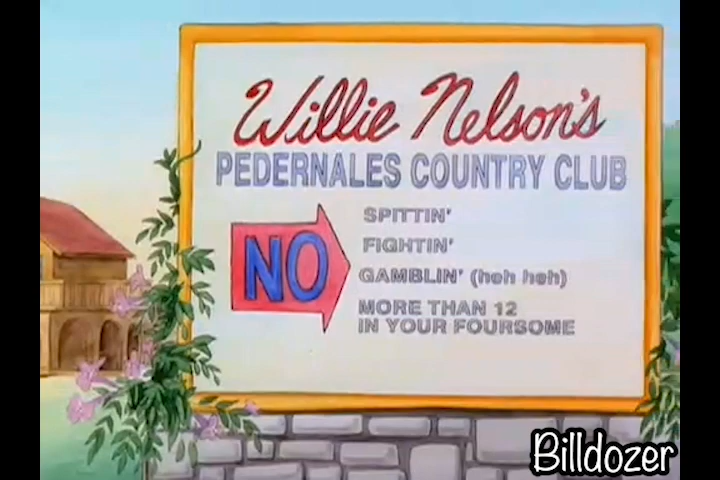 Willie Nelson's
PEDERNALES COUNTRY CLUB
NO
SPITTIN'
FIGHTIN'
GAMBLIN' (heh heh)
MORE THAN 12
IN YOUR FOURSOME
Billdozer